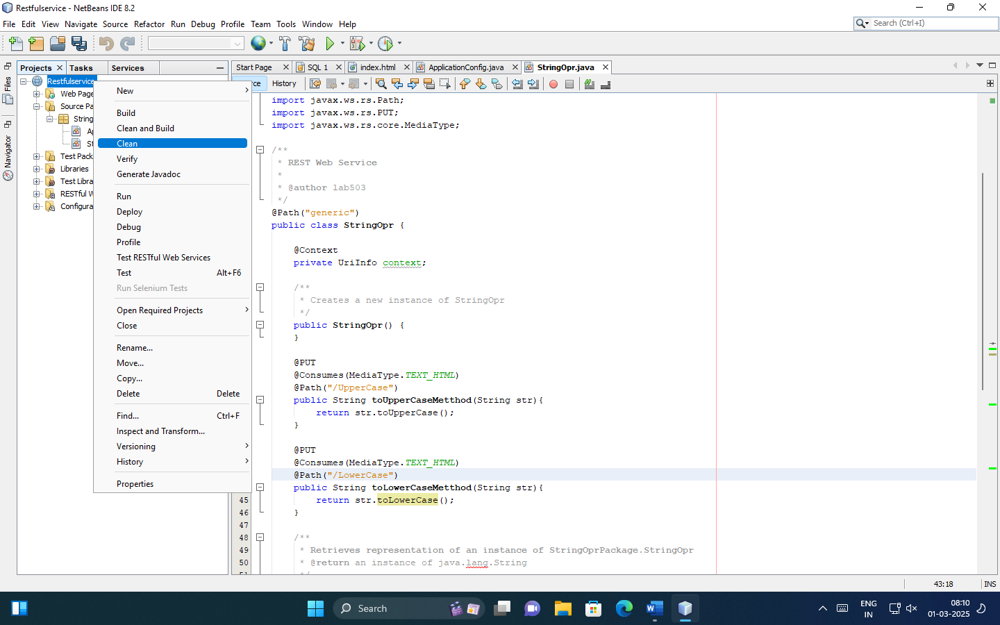 Restfulservice - NetBeans IDE 8.2
File Edit View Navigate Source Refactor Run Debug Profile Team Tools Window Help
Search (Ctrl+I)
Projects Tasks Services
Start Page SQL 1 index.html ApplicationConfig.java StringOpr.java
Files
Navigator
History
Restfulservice
Web Page
Source Pa
String
Ap
St
Test Pack
Libraries
Test Libra
RESTful W
Configura
New
Build
Clean and Build
Clean
Verify
Generate Javadoc
Run
Deploy
Debug
Profile
Test RESTful Web Services
Test Alt+F6
Run Selenium Tests
Open Required Projects
Close
Rename...
Move...
Copy...
Delete Delete
Find... Ctrl+F
Inspect and Transform...
Versioning
History
Properties
import javax.ws.rs.Path;
import javax.ws.rs.PUT;
import javax.ws.rs.core.MediaType;
/**
* REST Web Service
*
* @author lab503
*/
@Path("generic")
public class StringOpr {
@Context
private UriInfo context;
/**
* Creates a new instance of StringOpr
*/
public StringOpr() {
}
@PUT
@Consumes(MediaType.TEXT_HTML)
@Path("/UpperCase")
public String toUpperCaseMetthod(String str){
return str.toUpperCase();
}
@PUT
@Consumes(MediaType.TEXT_HTML)
@Path("/LowerCase")
public String toLowerCaseMetthod(String str){
45 return str.toLowerCase();
46 }
47
48 /**
49 * Retrieves representation of an instance of StringOprPackage.StringOpr
50 * @return an instance of java.lang.String
43:18 INS
Search
ENG
IN
08:10
01-03-2025